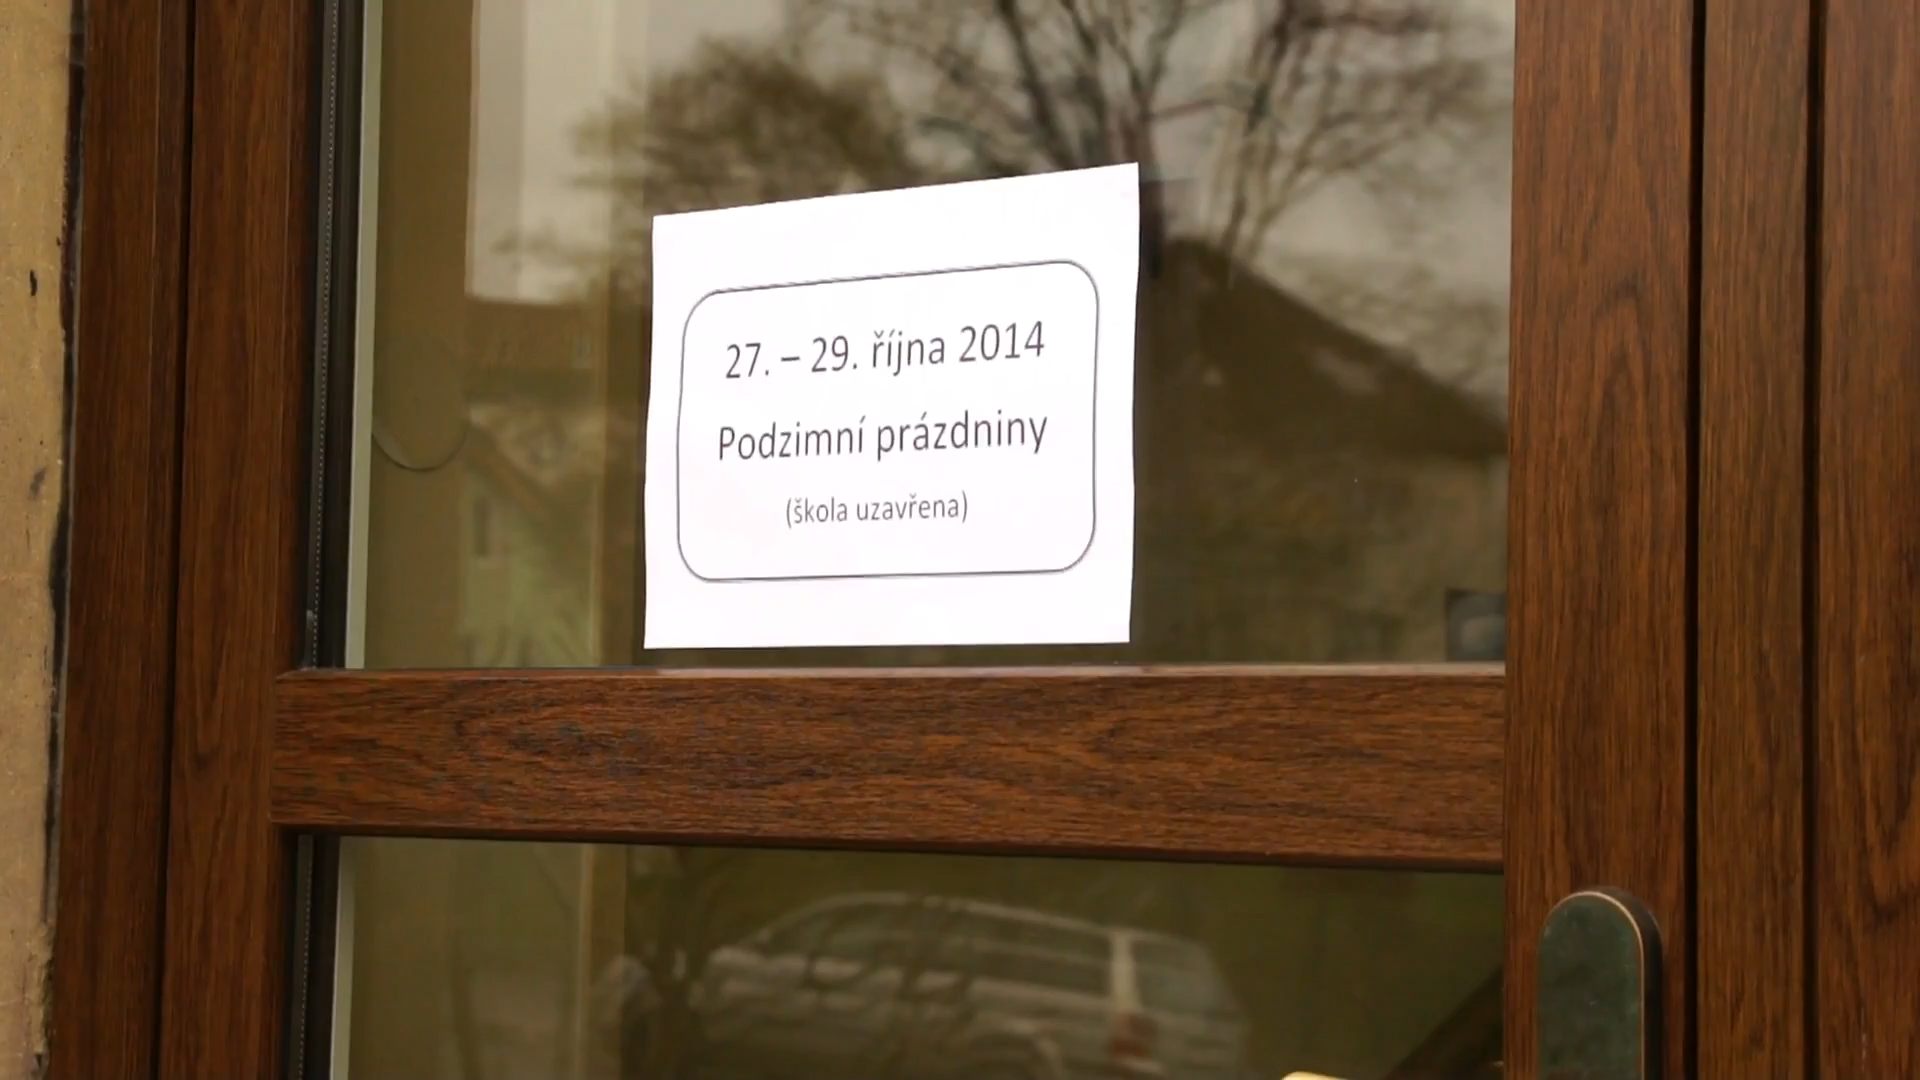 27. – 29. října 2014
Podzimní prázdniny
(škola uzavřena)